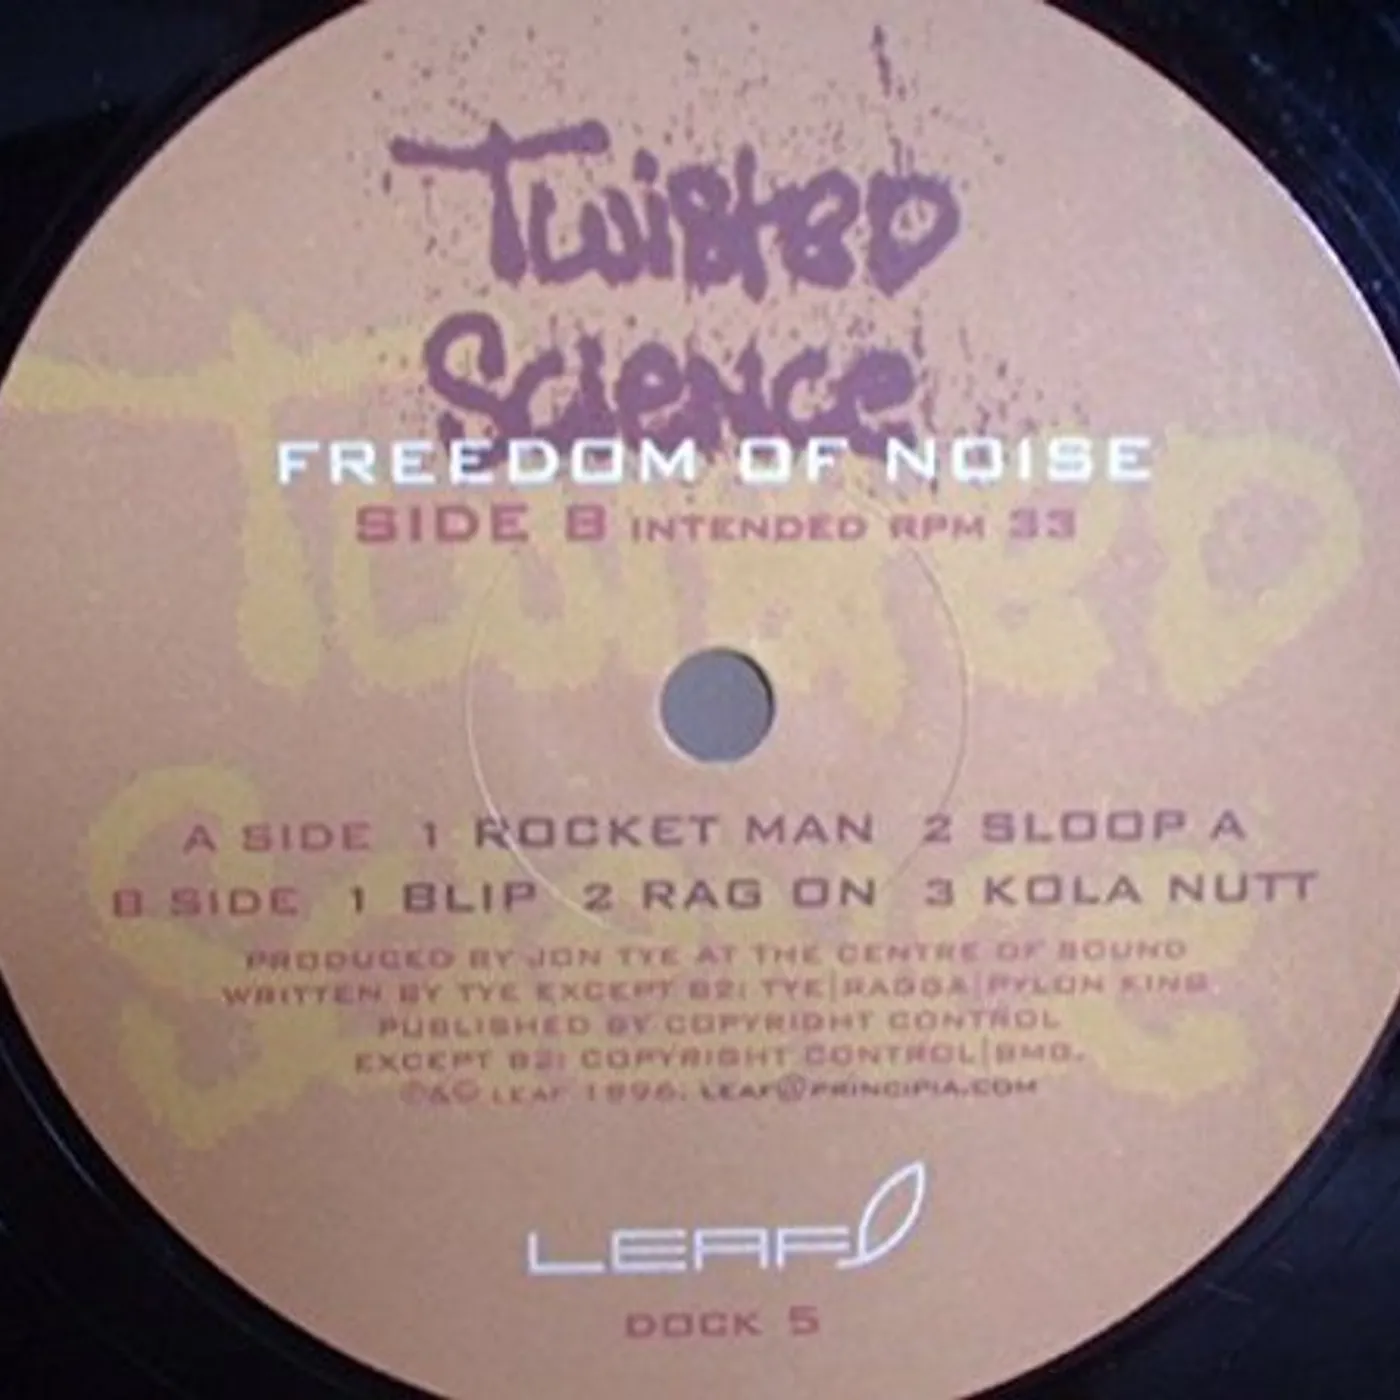 Twisted
Science
FREEDOM OF NOISE
SIDE B INTENDED RPM 33
A SIDE 1 ROCKET MAN 2 SLOOP A
B SIDE 1 BLIP 2 RAG ON 3 KOLA NUTT
PRODUCED BY JON TYE AT THE CENTRE OF SOUND
WRITTEN BY TYE EXCEPT B2: TYE|RAGGA|PYLON KING.
PUBLISHED BY COPYRIGHT CONTROL
EXCEPT B2: COPYRIGHT CONTROL|BMG.
℗&© LEAF 1996. LEAF@PRINCIPIA.COM
LEAF
DOCK 5